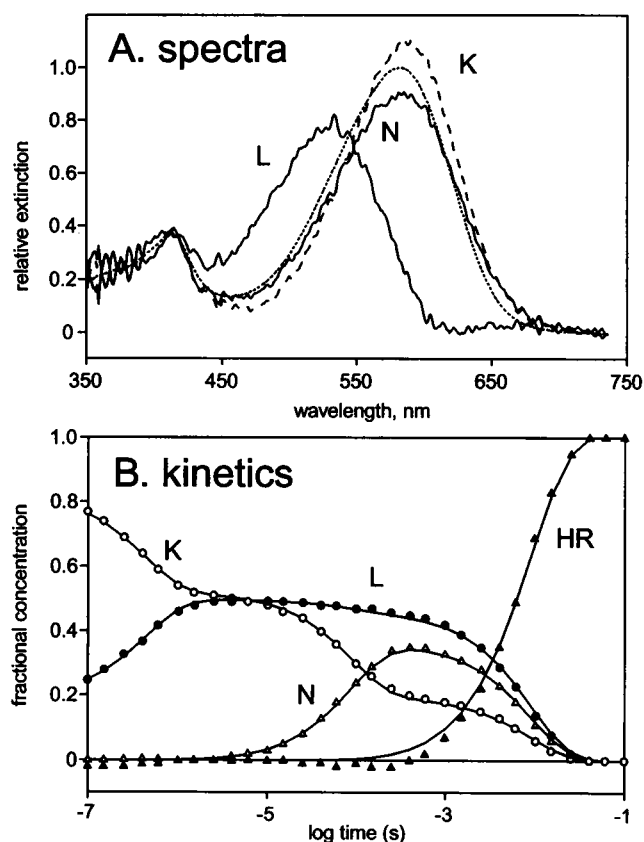 A. spectra
K
L
N
relative extinction
1.0
0.8
0.6
0.4
0.2
0
350
450
550
650
750
wavelength, nm
B. kinetics
K
L
HR
N
fractional concentration
1.0
0.8
0.6
0.4
0.2
0
-7
-5
-3
-1
log time (s)